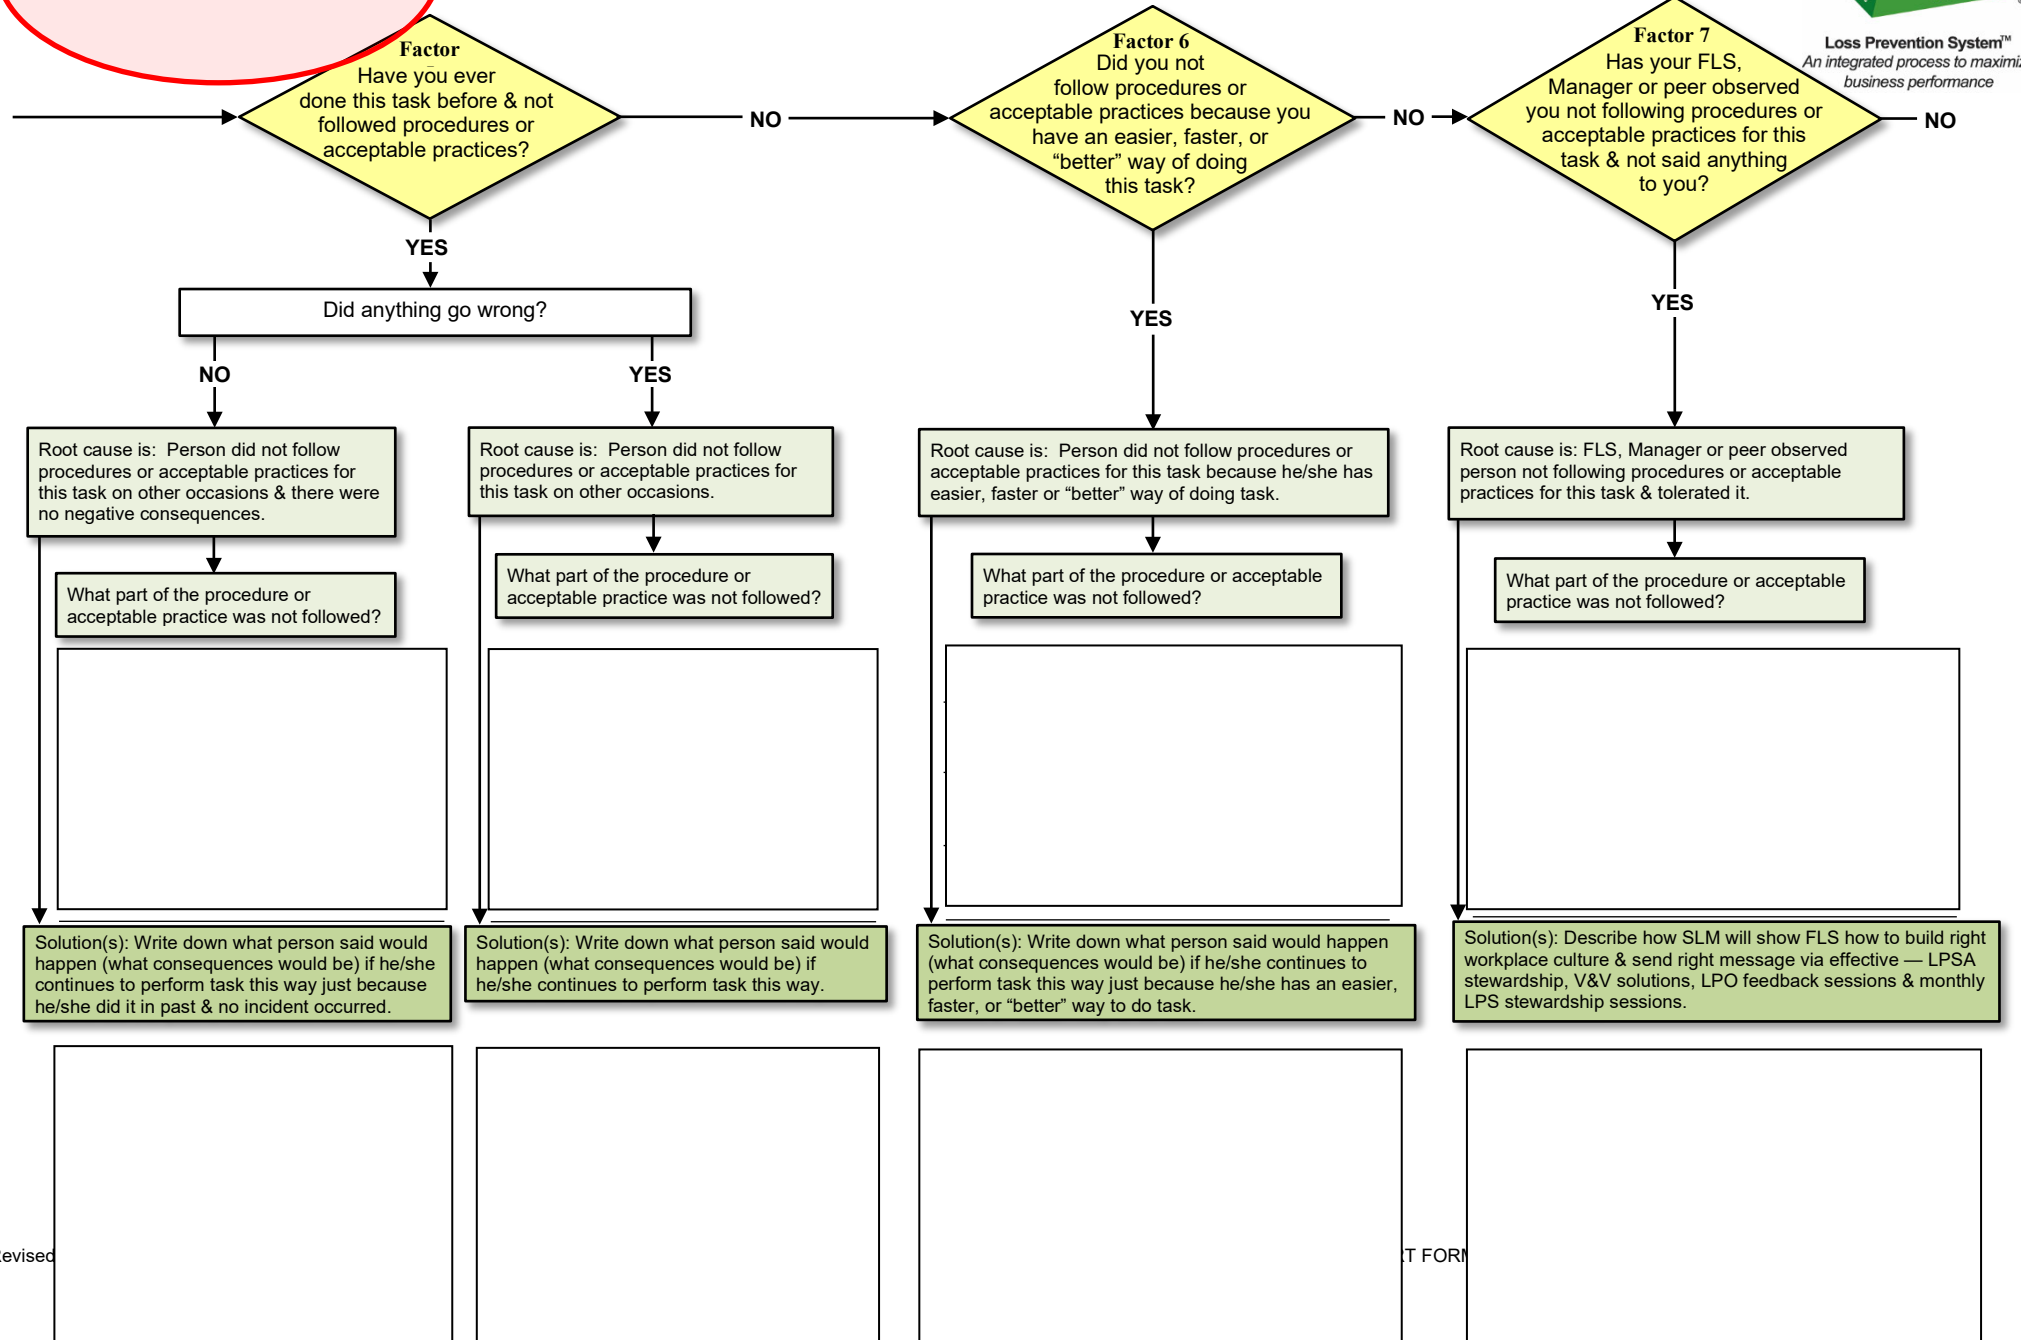 Factor
Have you ever
done this task before & not
followed procedures or
acceptable practices?
NO
Factor 6
Did you not
follow procedures or
acceptable practices because you
have an easier, faster, or
“better” way of doing
this task?
NO
Factor 7
Has your FLS,
Manager or peer observed
you not following procedures or
acceptable practices for this
task & not said anything
to you?
NO
Loss Prevention System™
An integrated process to
business performance
YES
Did anything go wrong?
NO
YES
YES
YES
Root cause is:  Person did not follow
procedures or acceptable practices for
this task on other occasions & there were
no negative consequences.
Root cause is:  Person did not follow
procedures or acceptable practices for
this task on other occasions.
Root cause is:  Person did not follow procedures or
acceptable practices for this task because he/she has
easier, faster or “better” way of doing task.
Root cause is: FLS, Manager or peer observed
person not following procedures or acceptable
practices for this task & tolerated it.
What part of the procedure or
acceptable practice was not followed?
What part of the procedure or
acceptable practice was not followed?
What part of the procedure or acceptable
practice was not followed?
What part of the procedure or acceptable
practice was not followed?
Solution(s): Write down what person said would
happen (what consequences would be) if he/she
continues to perform task this way just because
he/she did it in past & no incident occurred.
Solution(s): Write down what person said would
happen (what consequences would be) if
he/she continues to perform task this way.
Solution(s): Write down what person said would happen
(what consequences would be) if he/she continues to
perform task this way just because he/she has an easier,
faster, or “better” way to do task.
Solution(s): Describe how SLM will show FLS how to build right
workplace culture & send right message via effective — LPSA
stewardship, V&V solutions, LPO feedback sessions & monthly
LPS stewardship sessions.